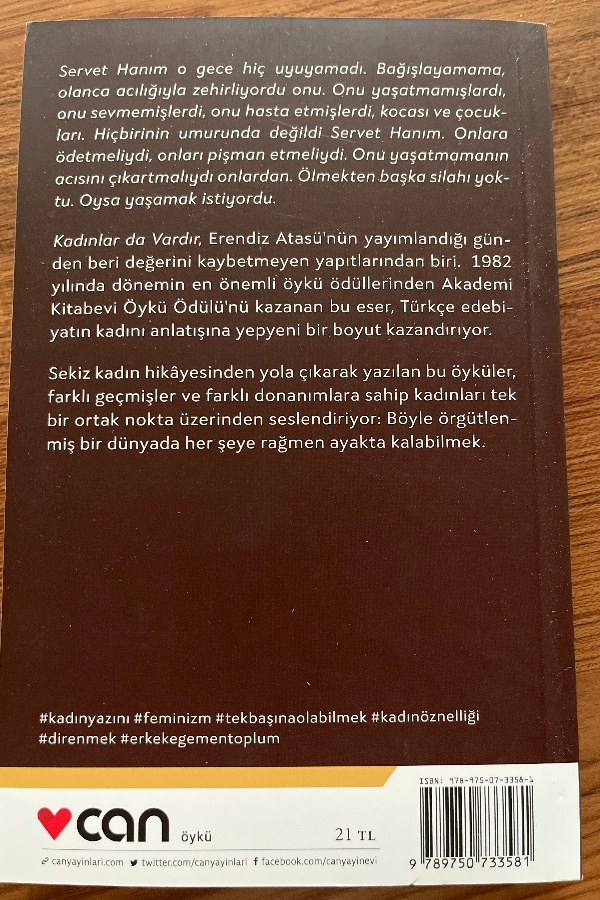 Servet Hanım o gece hiç uyuyamadı. Bağışlayamama,
olanca acılığıyla zehirliyordu onu. Onu yaşatmamışlardı,
onu sevmemişlerdi, onu hasta etmişlerdi, kocası ve çocuk-
ları. Hiçbirinin umurunda değildi Servet Hanım. Onlara
ödetmeliydi, onları pişman etmeliydi. Onu yaşatmamanın
acısını çıkartmalıydı onlardan. Ölmekten başka silahı yok-
tu. Oysa yaşamak istiyordu.
Kadınlar da Vardır, Erendiz Atasü'nün yayımlandığı gün-
den beri değerini kaybetmeyen yapıtlarından biri. 1982
yılında dönemin en önemli öykü ödüllerinden Akademi
Kitabevi Öykü Ödülü'nü kazanan bu eser, Türkçe edebi-
yatın kadını anlatışına yepyeni bir boyut kazandırıyor.
Sekiz kadın hikâyesinden yola çıkarak yazılan bu öyküler,
farklı geçmişler ve farklı donanımlara sahip kadınları tek
bir ortak nokta üzerinden seslendiriyor: Böyle örgütlen-
miş bir dünyada her şeye rağmen ayakta kalabilmek.
#kadınyazını #feminizm #tekbaşınaolabilmek #kadınöznelliği
#direnmek #erkekegementoplum
ISBN: 978-975-07-3358-1
can öykü 21 TL
canyayinlari.com twitter.com/canyayinlari facebook.com/canyayinevi
9 789750 733581